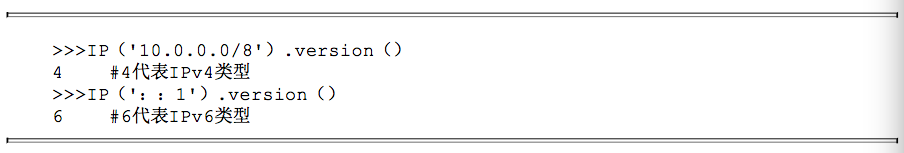 >>>IP（'10.0.0.0/8'）.version（）
4    #4代表IPv4类型
>>>IP（'：：1'）.version（）
6    #6代表IPv6类型